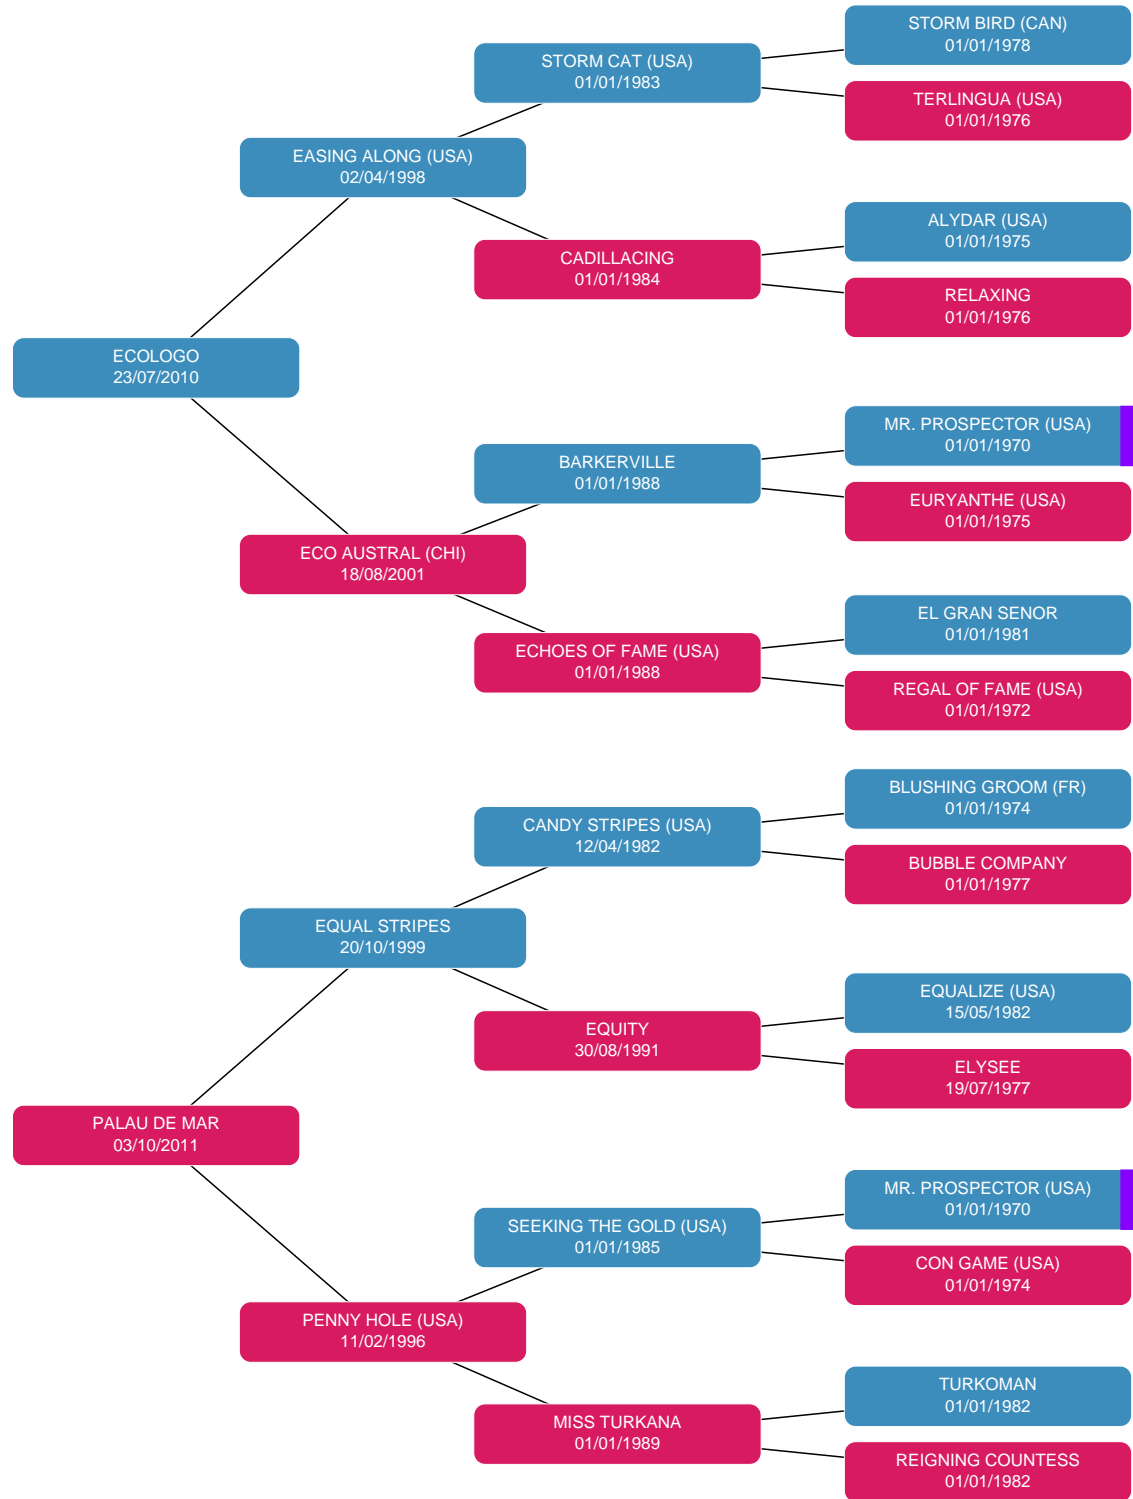 STORM BIRD (CAN)
01/01/1978
STORM CAT (USA)
01/01/1983
TERLINGUA (USA)
01/01/1976
EASING ALONG (USA)
02/04/1998
ALYDAR (USA)
01/01/1975
CADILLACING
01/01/1984
RELAXING
01/01/1976
ECOLOGO
23/07/2010
MR. PROSPECTOR (USA)
01/01/1970
BARKERVILLE
01/01/1988
EURYANTHE (USA)
01/01/1975
ECO AUSTRAL (CHI)
18/08/2001
EL GRAN SENOR
01/01/1981
ECHOES OF FAME (USA)
01/01/1988
REGAL OF FAME (USA)
01/01/1972
BLUSHING GROOM (FR)
01/01/1974
CANDY STRIPES (USA)
12/04/1982
BUBBLE COMPANY
01/01/1977
EQUAL STRIPES
20/10/1999
EQUALIZE (USA)
15/05/1982
EQUITY
30/08/1991
ELYSEE
19/07/1977
PALAU DE MAR
03/10/2011
MR. PROSPECTOR (USA)
01/01/1970
SEEKING THE GOLD (USA)
01/01/1985
CON GAME (USA)
01/01/1974
PENNY HOLE (USA)
11/02/1996
TURKOMAN
01/01/1982
MISS TURKANA
01/01/1989
REIGNING COUNTESS
01/01/1982